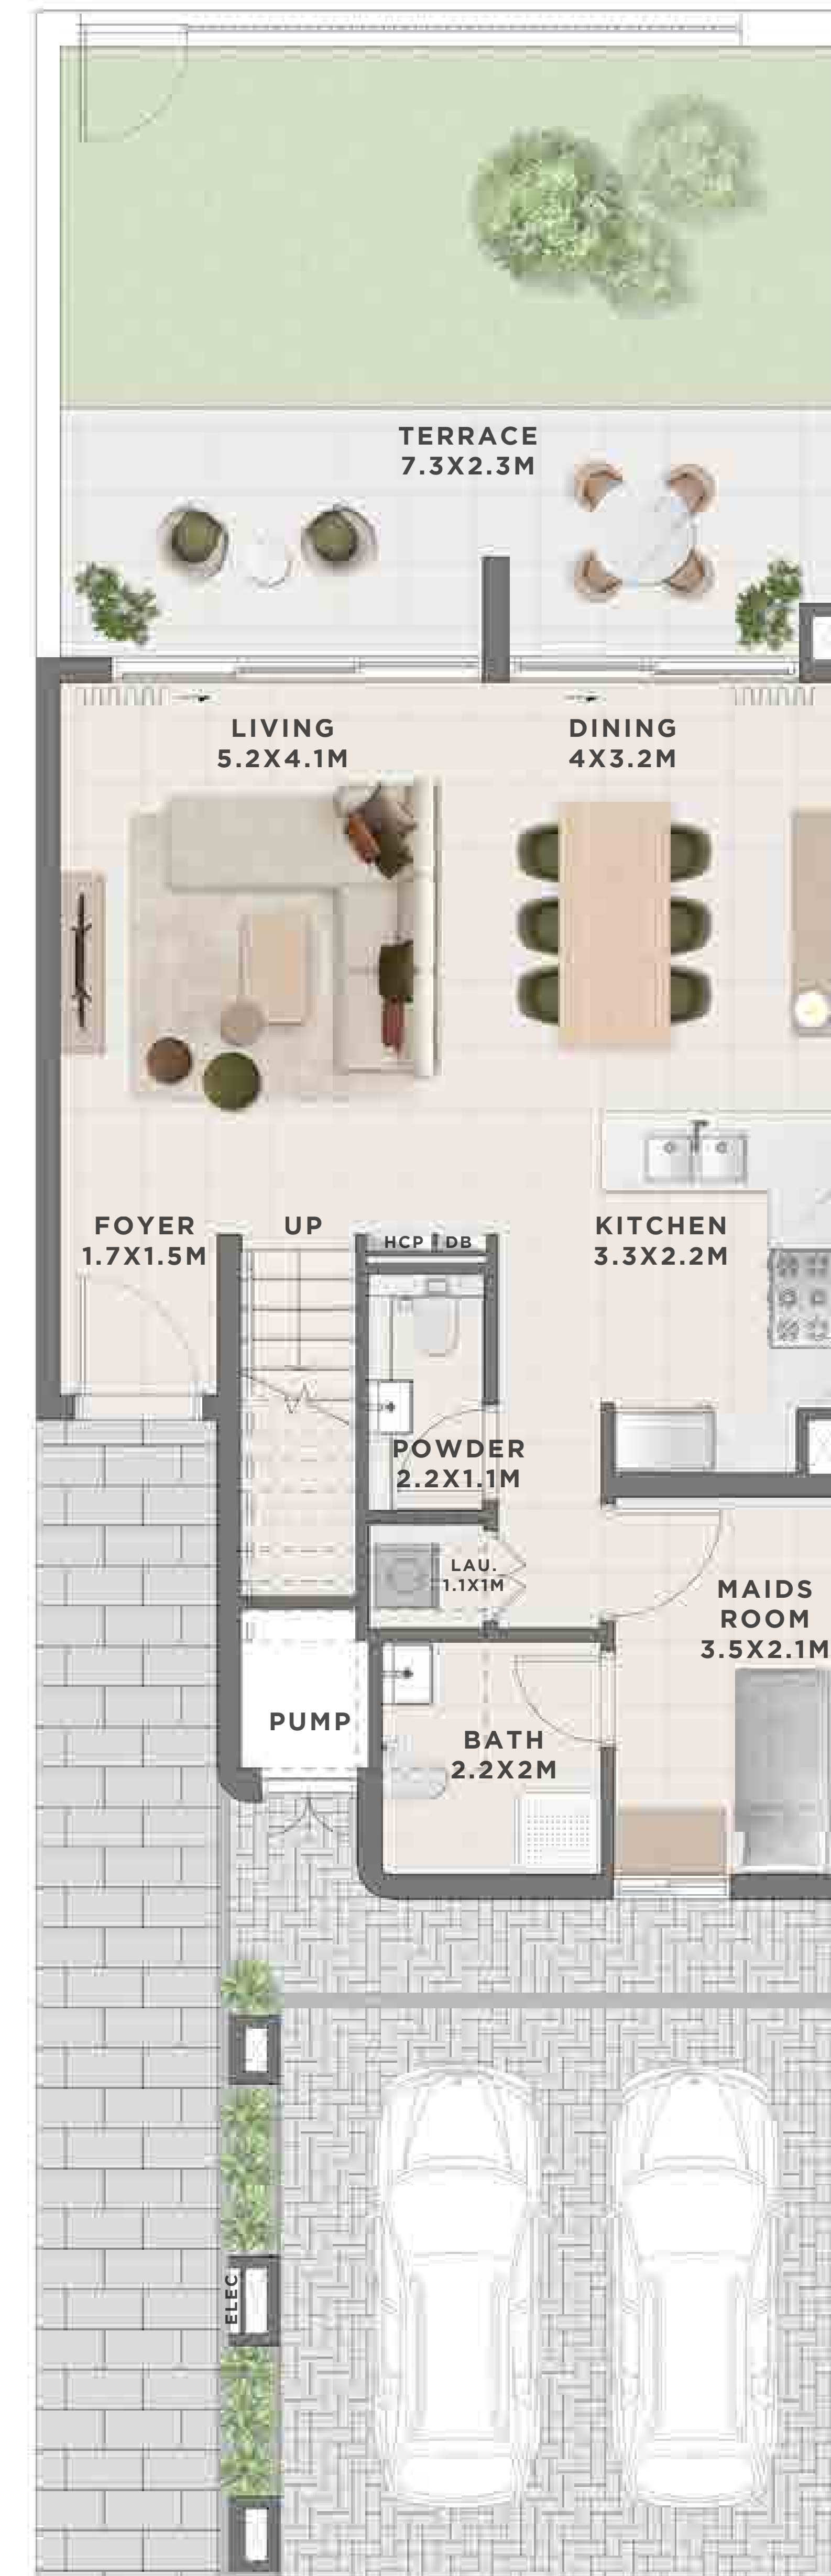 TERRACE
7.3X2.3M
LIVING
5.2X4.1M
DINING
4X3.2M
FOYER
1.7X1.5M
UP
HCP DB
KITCHEN
3.3X2.2M
POWDER
2.2X1.1M
LAU.
1.1X1M
MAIDS
ROOM
3.5X2.1M
PUMP
BATH
2.2X2M
ELEC